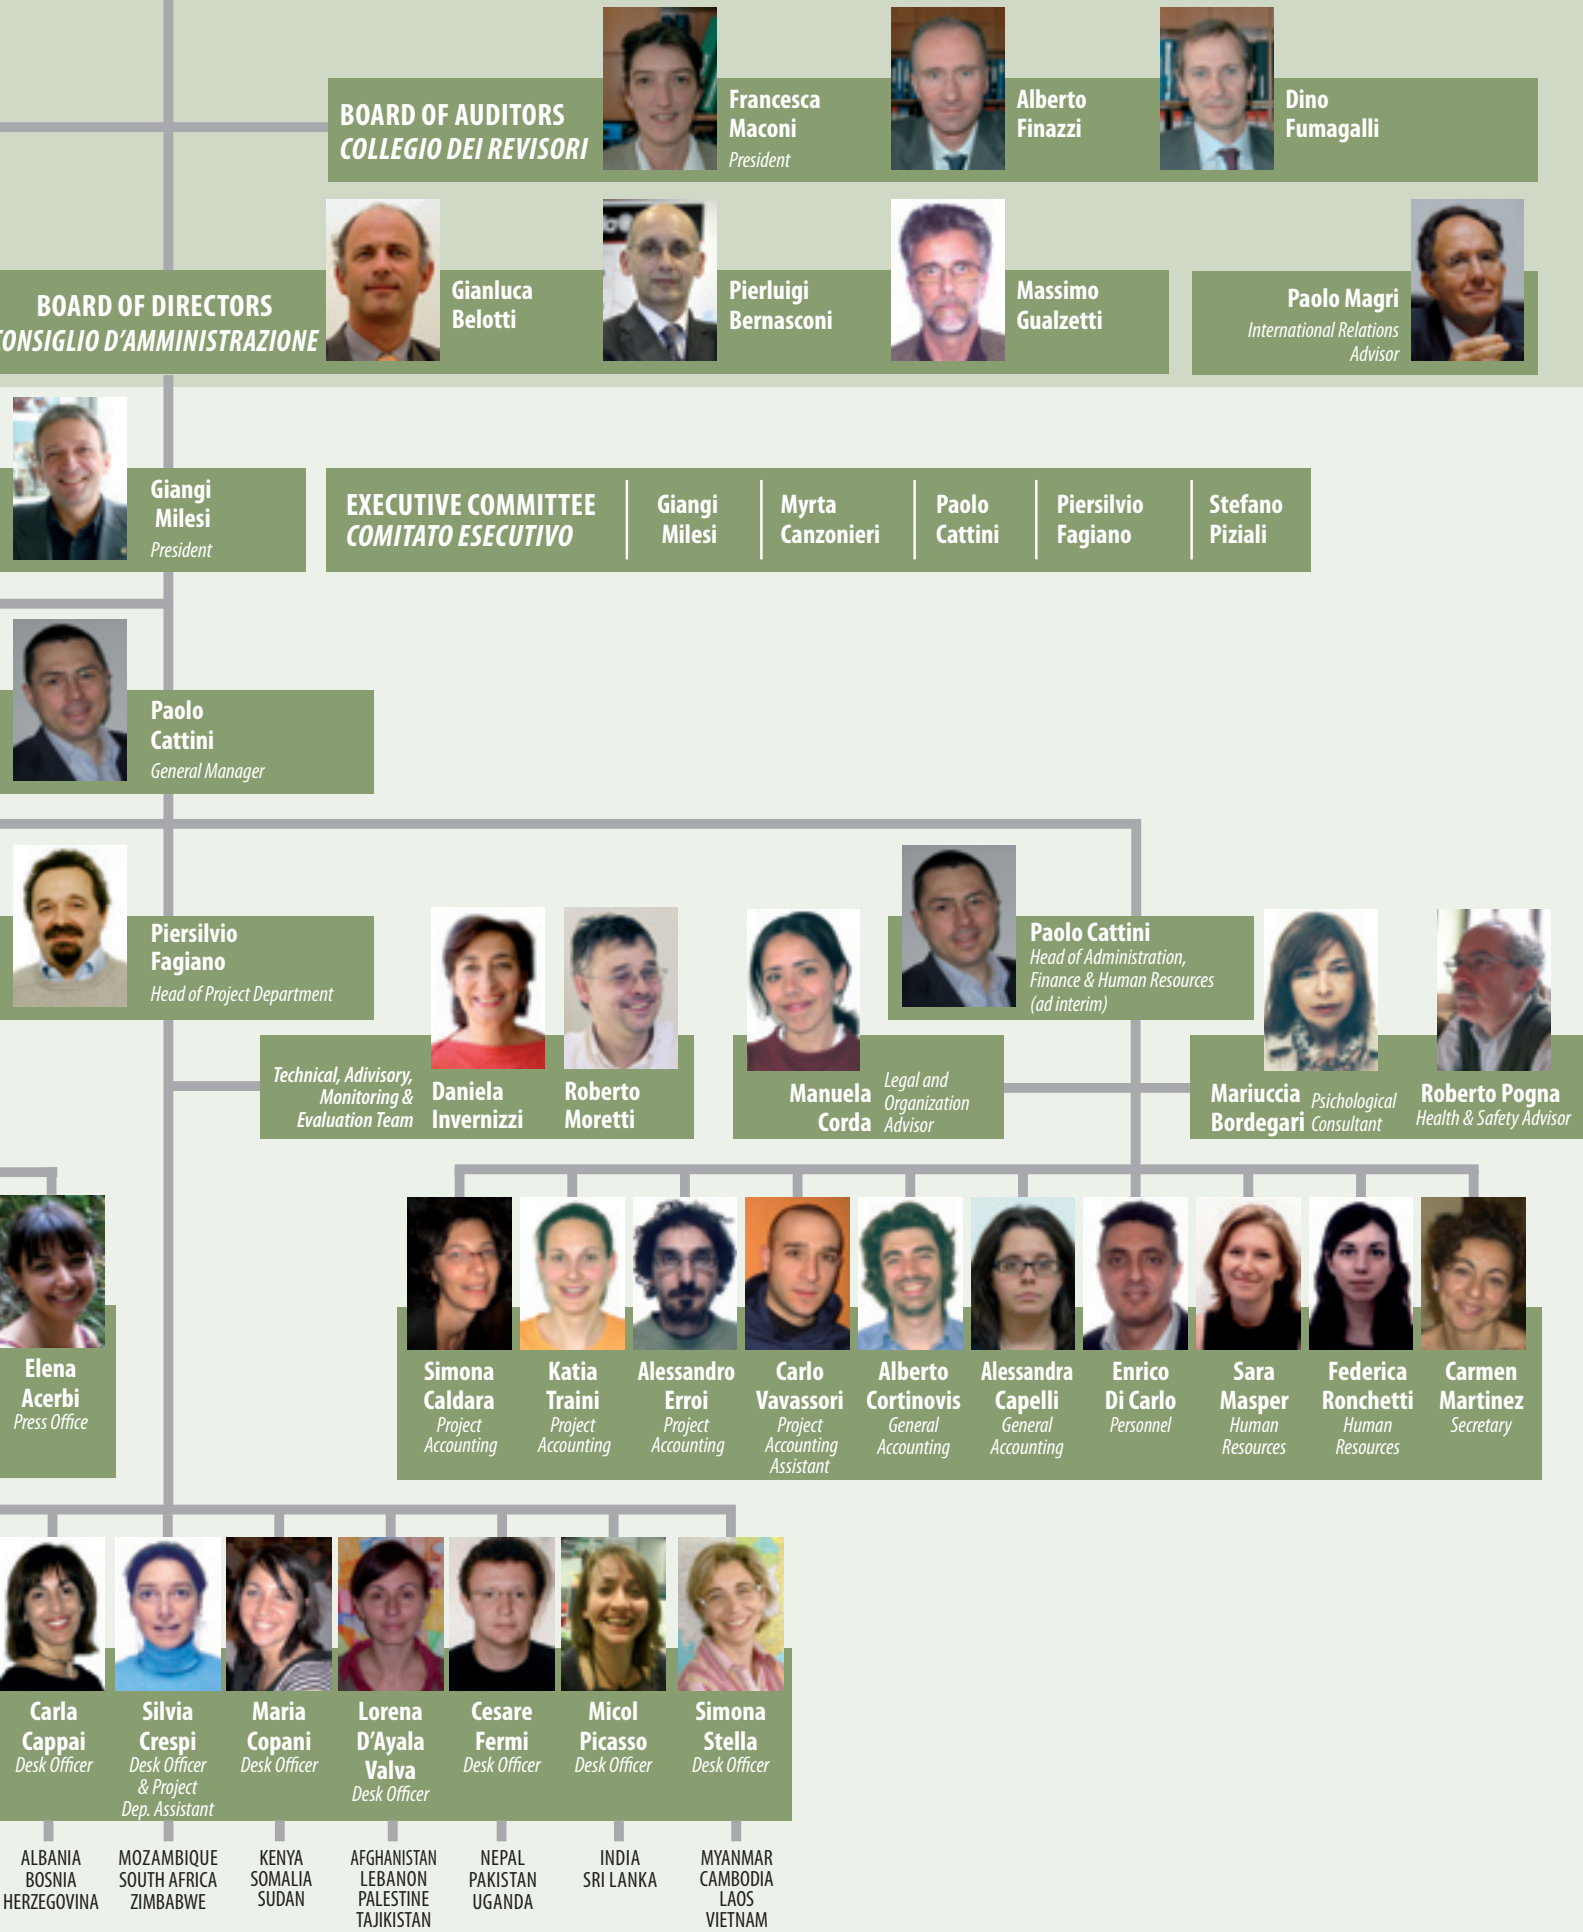 BOARD OF AUDITORS
COLLEGIO DEI REVISORI
Francesca
Maconi
President
Alberto
Finazzi
Dino
Fumagalli
BOARD OF DIRECTORS
CONSIGLIO D'AMMINISTRAZIONE
Gianluca
Belotti
Pierluigi
Bernasconi
Massimo
Gualzetti
Paolo Magri
International Relations
Advisor
Giangi
Milesi
President
EXECUTIVE COMMITTEE
COMITATO ESECUTIVO
Giangi
Milesi
Myrta
Canzonieri
Paolo
Cattini
Piersilvio
Fagiano
Stefano
Piziali
Paolo
Cattini
General Manager
Piersilvio
Fagiano
Head of Project Department
Paolo Cattini
Head of Administration,
Finance & Human Resources
(ad interim)
Technical, Adivisory,
Monitoring &
Evaluation Team
Daniela
Invernizzi
Roberto
Moretti
Manuela
Corda
Legal and
Organization
Advisor
Mariuccia
Bordegari
Psichological
Consultant
Roberto Pogna
Health & Safety Advisor
Elena
Acerbi
Press Office
Simona
Caldara
Project
Accounting
Katia
Traini
Project
Accounting
Alessandro
Erroi
Project
Accounting
Carlo
Vavassori
Project
Accounting
Assistant
Alberto
Cortinovis
General
Accounting
Alessandra
Capelli
General
Accounting
Enrico
Di Carlo
Personnel
Sara
Masper
Human
Resources
Federica
Ronchetti
Human
Resources
Carmen
Martinez
Secretary
Carla
Cappai
Desk Officer
Silvia
Crespi
Desk Officer
& Project
Dep. Assistant
Maria
Copani
Desk Officer
Lorena
D'Ayala
Valva
Desk Officer
Cesare
Fermi
Desk Officer
Micol
Picasso
Desk Officer
Simona
Stella
Desk Officer
ALBANIA
BOSNIA
HERZEGOVINA
MOZAMBIQUE
SOUTH AFRICA
ZIMBABWE
KENYA
SOMALIA
SUDAN
AFGHANISTAN
LEBANON
PALESTINE
TAJIKISTAN
NEPAL
PAKISTAN
UGANDA
INDIA
SRI LANKA
MYANMAR
CAMBODIA
LAOS
VIETNAM